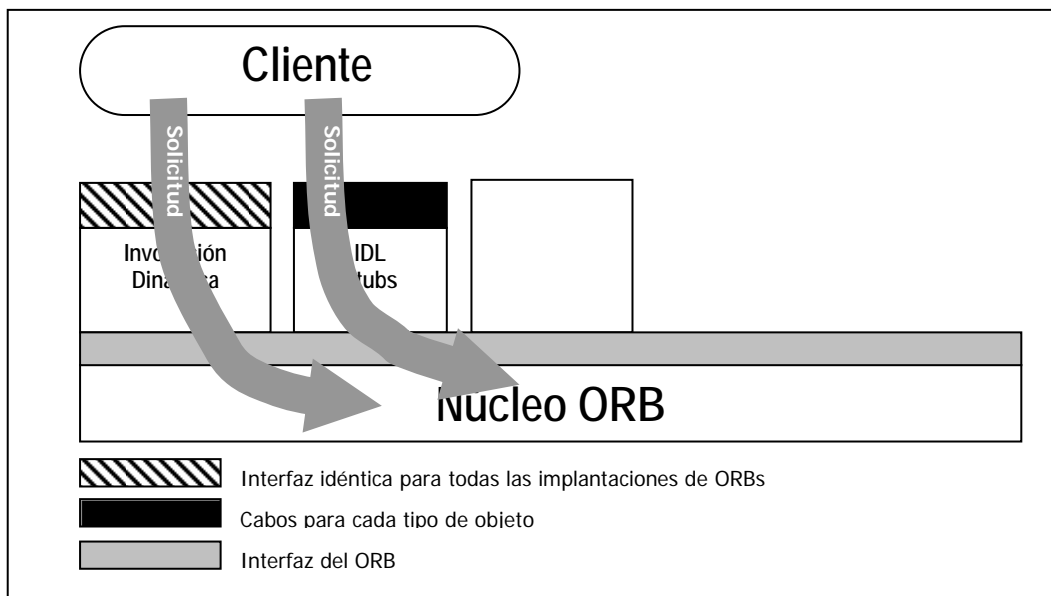 Cliente
Solicitud
Solicitud
IDL
Núcleo ORB
Interfaz idéntica para todas las implantaciones de ORBs
Cabos para cada tipo de objeto
Interfaz del ORB